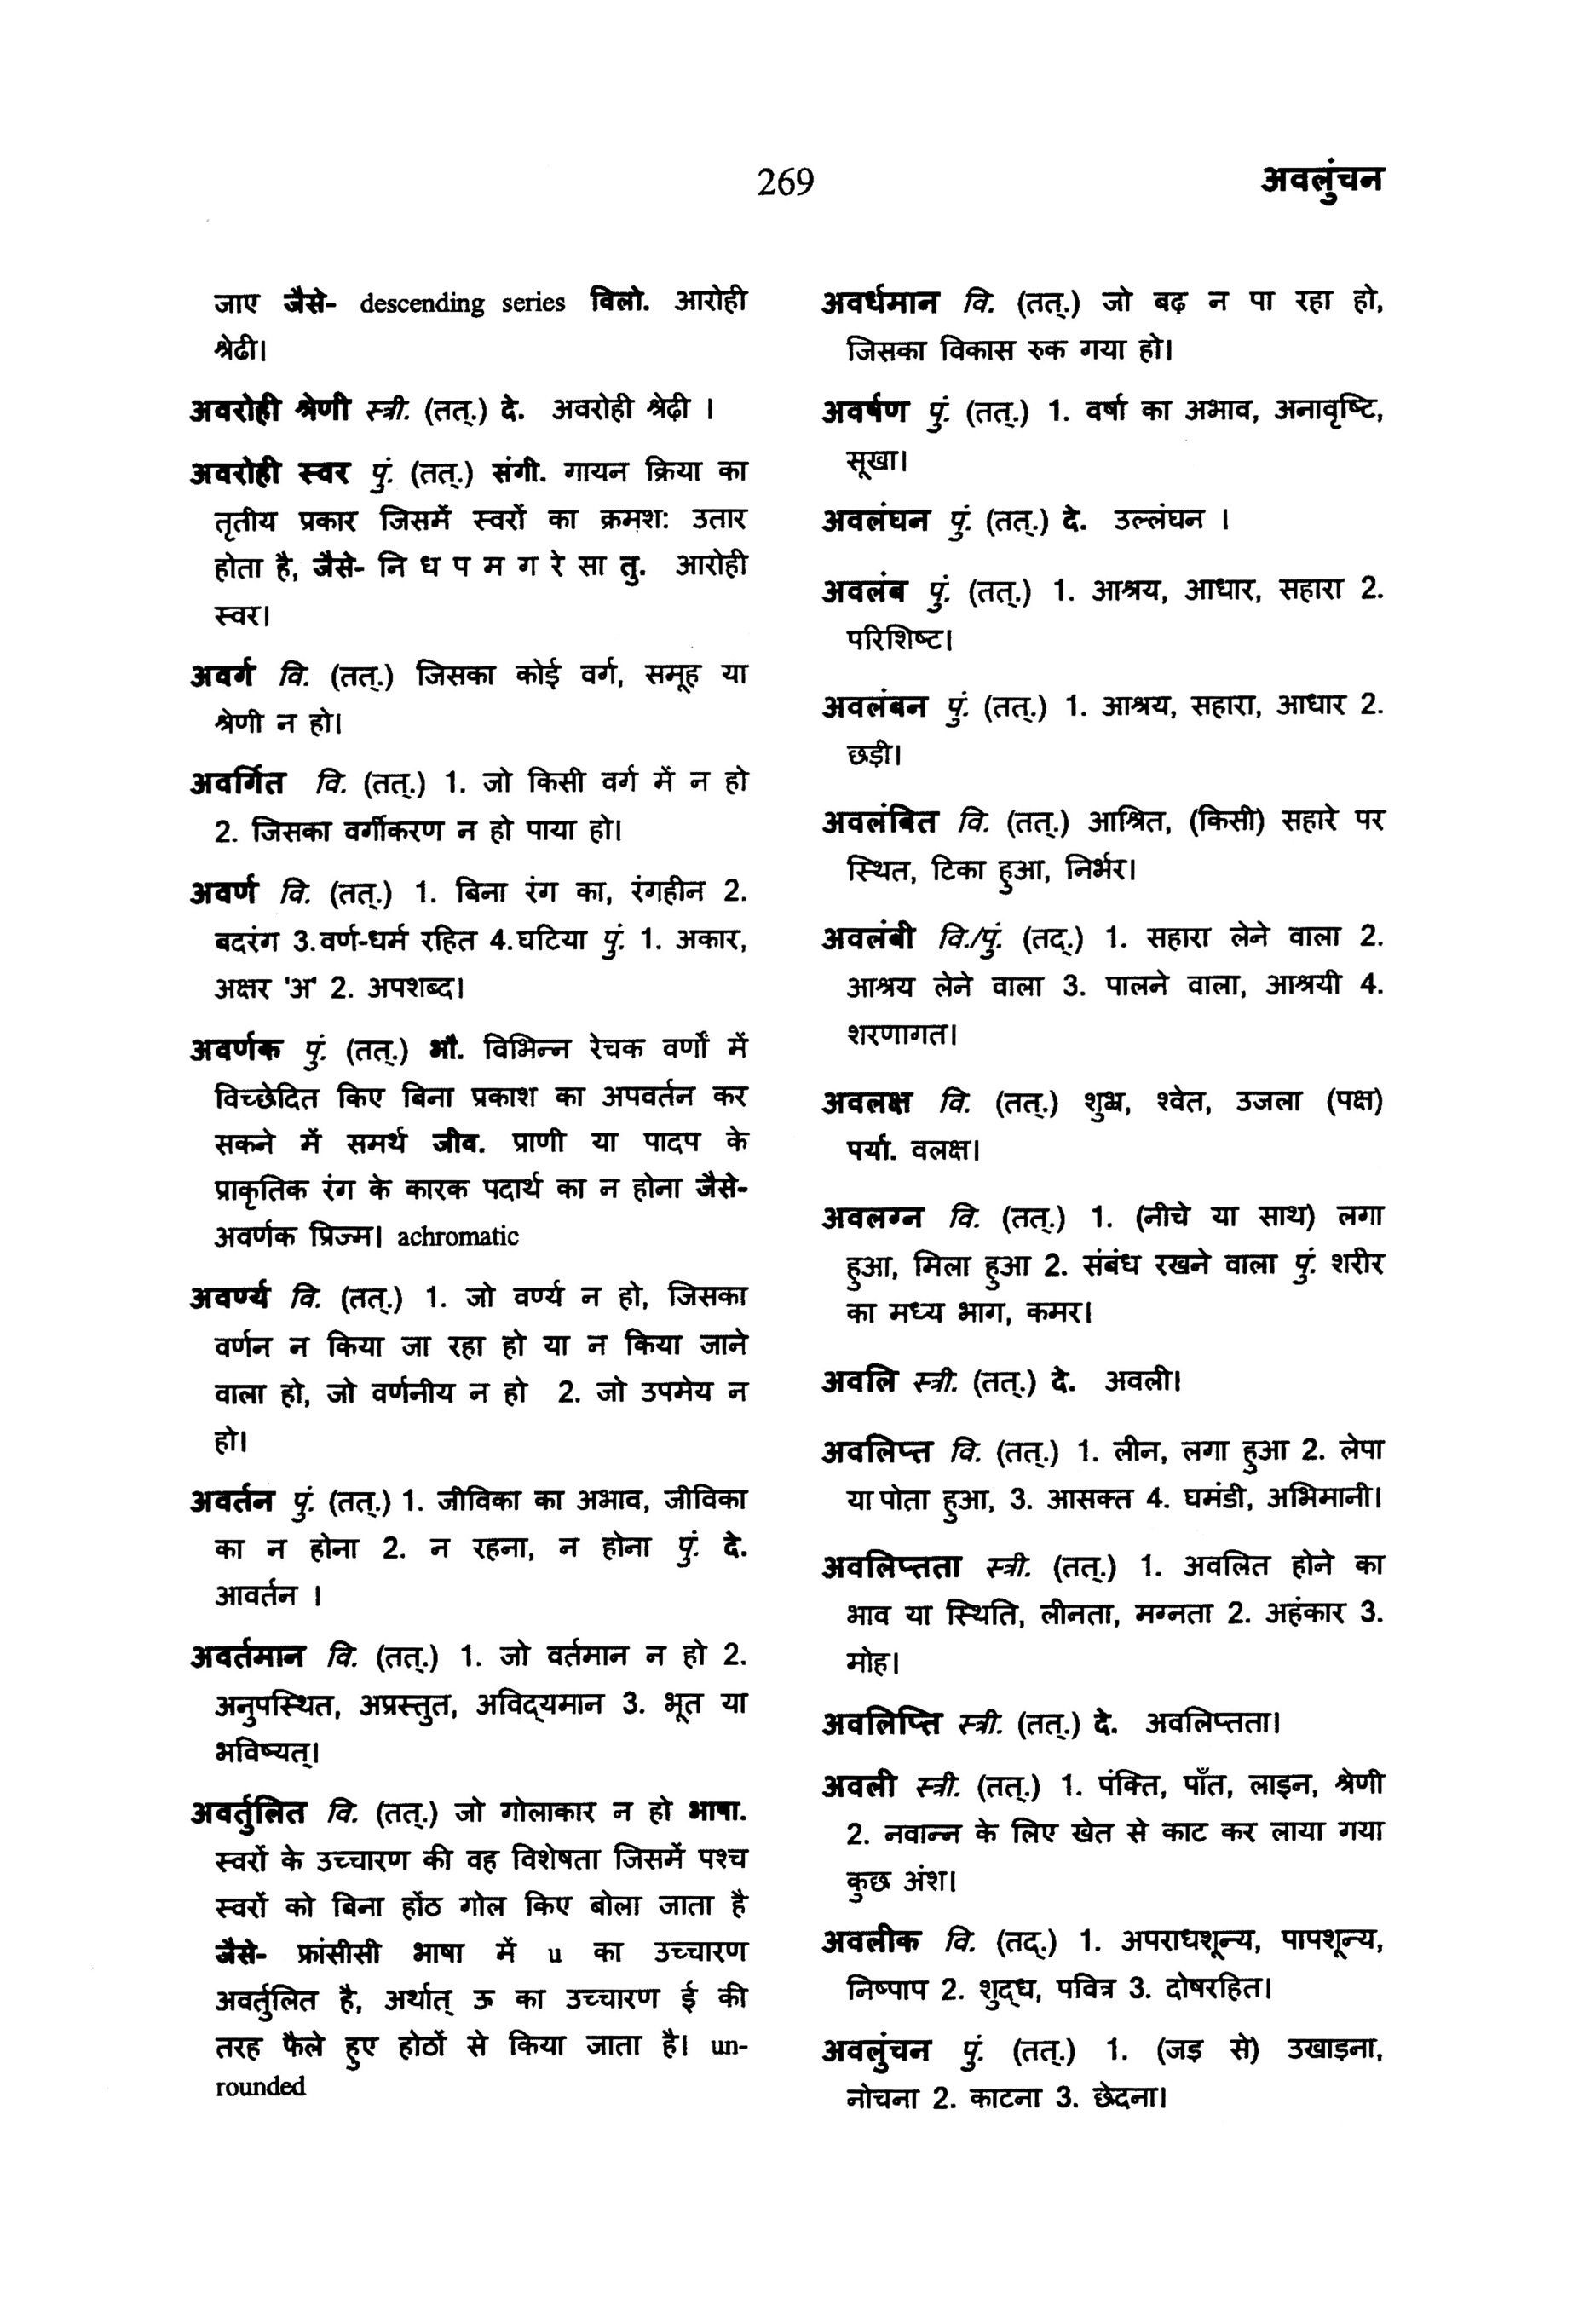 269
अवलुंचन
जाए जैसे- descending series विलो. आरोही
श्रेढी।
अवरोही श्रेणी स्त्री. (तत्.) दे. अवरोही श्रेढ़ी ।
अवरोही स्वर पुं. (तत्.) संगी. गायन क्रिया का
तृतीय प्रकार जिसमें स्वरों का क्रमश: उतार
होता है, जैसे- नि ध प म ग रे सा तु. आरोही
स्वर।
अवर्ग वि. (तत्.) जिसका कोई वर्ग, समूह या
श्रेणी न हो।
अवर्गित वि. (तत्.) 1. जो किसी वर्ग में न हो
2. जिसका वर्गीकरण न हो पाया हो।
अवर्ण वि. (तत्.) 1. बिना रंग का, रंगहीन 2.
बदरंग 3.वर्ण-धर्म रहित 4.घटिया पुं. 1. अकार,
अक्षर 'अ' 2. अपशब्द।
अवर्णक पुं. (तत्.) भौ. विभिन्न रेचक वर्णों में
विच्छेदित किए बिना प्रकाश का अपवर्तन कर
सकने में समर्थ जीव. प्राणी या पादप के
प्राकृतिक रंग के कारक पदार्थ का न होना जैसे-
अवर्णक प्रिज्म। achromatic
अवर्ण्य वि. (तत्.) 1. जो वर्ण्य न हो, जिसका
वर्णन न किया जा रहा हो या न किया जाने
वाला हो, जो वर्णनीय न हो 2. जो उपमेय न
हो।
अवर्तन पुं. (तत्.) 1. जीविका का अभाव, जीविका
का न होना 2. न रहना, न होना पुं. दे.
आवर्तन ।
अवर्तमान वि. (तत्.) 1. जो वर्तमान न हो 2.
अनुपस्थित, अप्रस्तुत, अविद्यमान 3. भूत या
भविष्यत्।
अवर्तुलित वि. (तत्.) जो गोलाकार न हो भाषा.
स्वरों के उच्चारण की वह विशेषता जिसमें पश्च
स्वरों को बिना होंठ गोल किए बोला जाता है
जैसे- फ्रांसीसी भाषा में u का उच्चारण
अवर्तुलित है, अर्थात् ऊ का उच्चारण ई की
तरह फैले हुए होठों से किया जाता है। un-
rounded
अवर्धमान वि. (तत्.) जो बढ़ न पा रहा हो,
जिसका विकास रुक गया हो।
अवर्षण पुं. (तत्.) 1. वर्षा का अभाव, अनावृष्टि,
सूखा।
अवलंघन पुं. (तत्.) दे. उल्लंघन ।
अवलंब पुं. (तत्.) 1. आश्रय, आधार, सहारा 2.
परिशिष्ट।
अवलंबन पुं. (तत्.) 1. आश्रय, सहारा, आधार 2.
छड़ी।
अवलंबित वि. (तत्.) आश्रित, (किसी) सहारे पर
स्थित, टिका हुआ, निर्भर।
अवलंबी वि./पुं. (तद्.) 1. सहारा लेने वाला 2.
आश्रय लेने वाला 3. पालने वाला, आश्रयी 4.
शरणागत।
अवलक्ष वि. (तत्.) शुभ्र, श्वेत, उजला (पक्ष)
पर्या. वलक्ष।
अवलग्न वि. (तत्.) 1. (नीचे या साथ) लगा
हुआ, मिला हुआ 2. संबंध रखने वाला पुं. शरीर
का मध्य भाग, कमर।
अवलि स्त्री. (तत्.) दे. अवली।
अवलिप्त वि. (तत्.) 1. लीन, लगा हुआ 2. लेपा
या पोता हुआ, 3. आसक्त 4. घमंडी, अभिमानी।
अवलिप्तता स्त्री. (तत्.) 1. अवलित होने का
भाव या स्थिति, लीनता, मग्नता 2. अहंकार 3.
मोह।
अवलिप्ति स्त्री. (तत्.) दे. अवलिप्तता।
अवली स्त्री. (तत्.) 1. पंक्ति, पाँत, लाइन, श्रेणी
2. नवान्न के लिए खेत से काट कर लाया गया
कुछ अंश।
अवलीक वि. (तद्.) 1. अपराधशून्य, पापशून्य,
निष्पाप 2. शुद्ध, पवित्र 3. दोषरहित।
अवलुंचन पुं. (तत्.) 1. (जड़ से) उखाड़ना,
नोचना 2. काटना 3. छेदना।